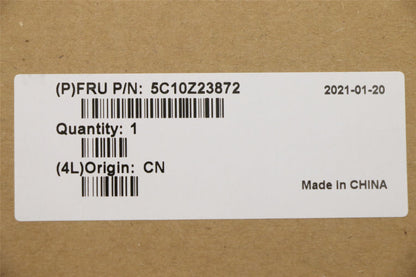 (P)FRU P/N: 5C10Z23872 2021-01-20
Quantity: 1
(4L)Origin: CN
Made in CHINA